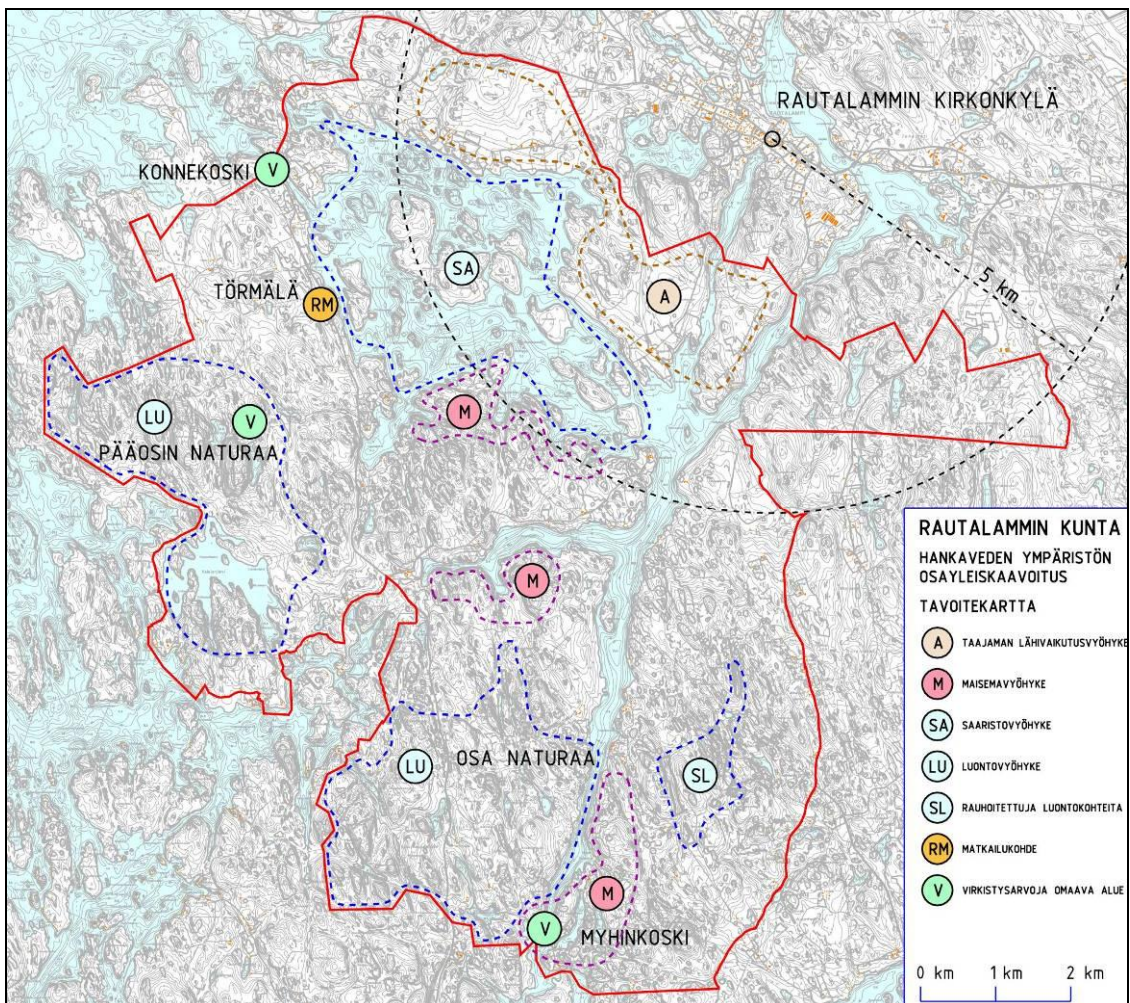 RAUTALAMMIN KIRKONKYLÄ
KONNEKOSKI
V
SA
TÖRMÄLÄ
RM
A
5 km
LU
V
M
PÄÄOSIN NATURAA
M
OSA NATURAA
LU
SL
M
V
MYHINKOSKI
RAUTALAMMIN KUNTA
HANKAVEDEN YMPÄRISTÖN
OSAYLEISKAAVOITUS
TAVOITEKARTTA
A TAAJAMAN LÄHIVAIKUTUSVYÖHYKE
M MAISEMAVYÖHYKE
SA SAARISTOVYÖHYKE
LU LUONTOVYÖHYKE
SL RAUHOITETTUJA LUONTOKOHTEITA
RM MATKAILUKOHDE
V VIRKISTYSARVOJA OMAAVA ALUE
0 km 1 km 2 km